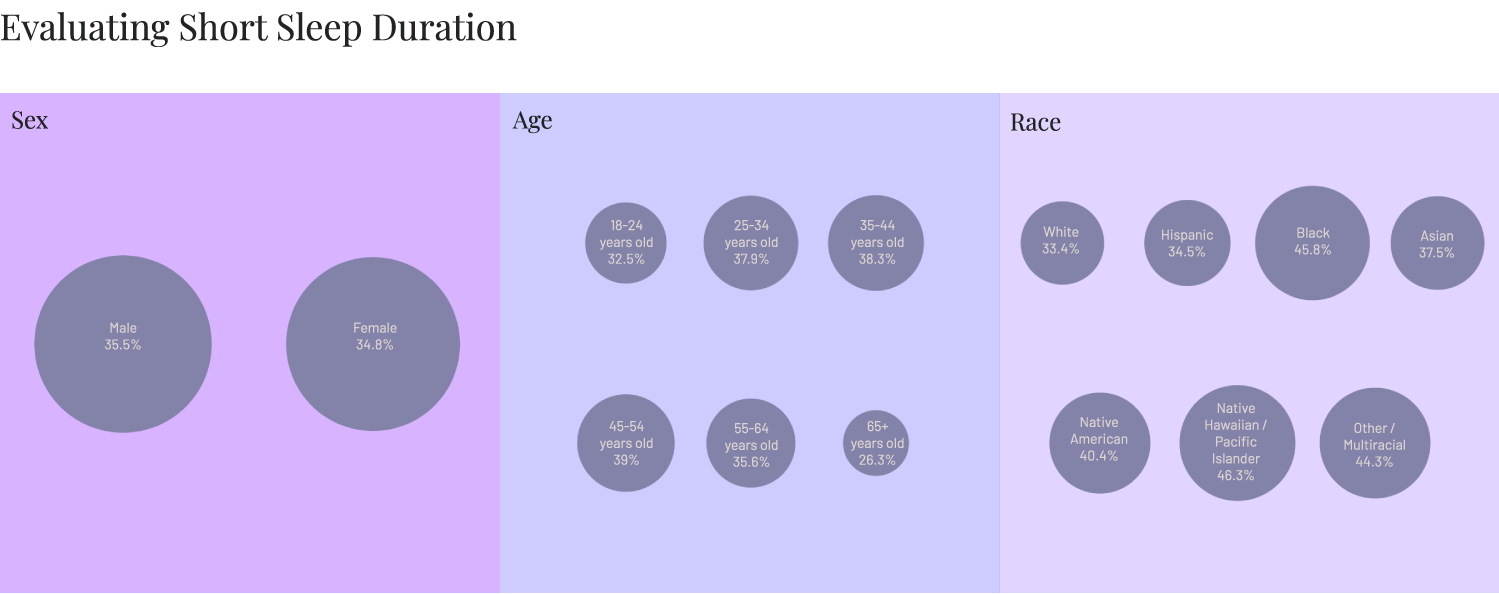 Evaluating Short Sleep Duration
Sex
Male
35.5%
Female
34.8%
Age
18-24
years old
32.5%
25-34
years old
37.9%
35-44
years old
38.3%
45-54
years old
39%
55-64
years old
35.6%
65+
years old
26.3%
Race
White
33.4%
Hispanic
34.5%
Black
45.8%
Asian
37.5%
Native
American
40.4%
Native
Hawaiian /
Pacific
Islander
46.3%
Other /
Multiracial
44.3%